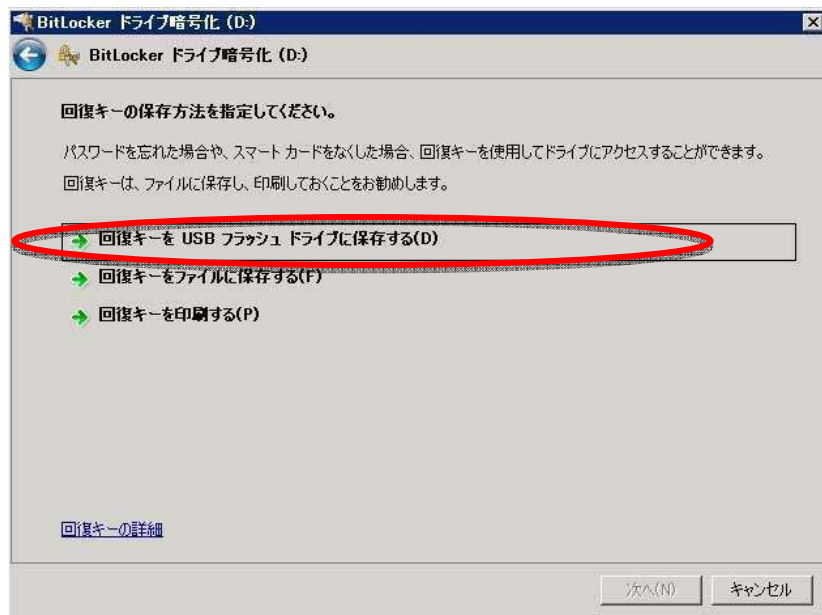 BitLocker ドライブ暗号化 (D:)
BitLocker ドライブ暗号化 (D:)
回復キーの保存方法を指定してください。
パスワードを忘れた場合や、スマート カードをなくした場合、回復キーを使用してドライブにアクセスすることができます。
回復キーは、ファイルに保存し、印刷しておくことをお勧めします。
回復キーを USB フラッシュ ドライブに保存する(D)
回復キーをファイルに保存する(F)
回復キーを印刷する(P)
回復キーの詳細
次へ(N) キャンセル